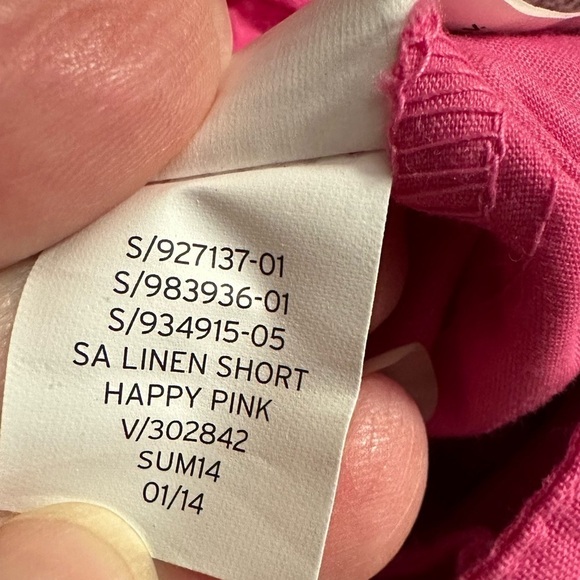 S/927137-01
S/983936-01
S/934915-05
SA LINEN SHORT
HAPPY PINK
V/302842
SUM14
01/14